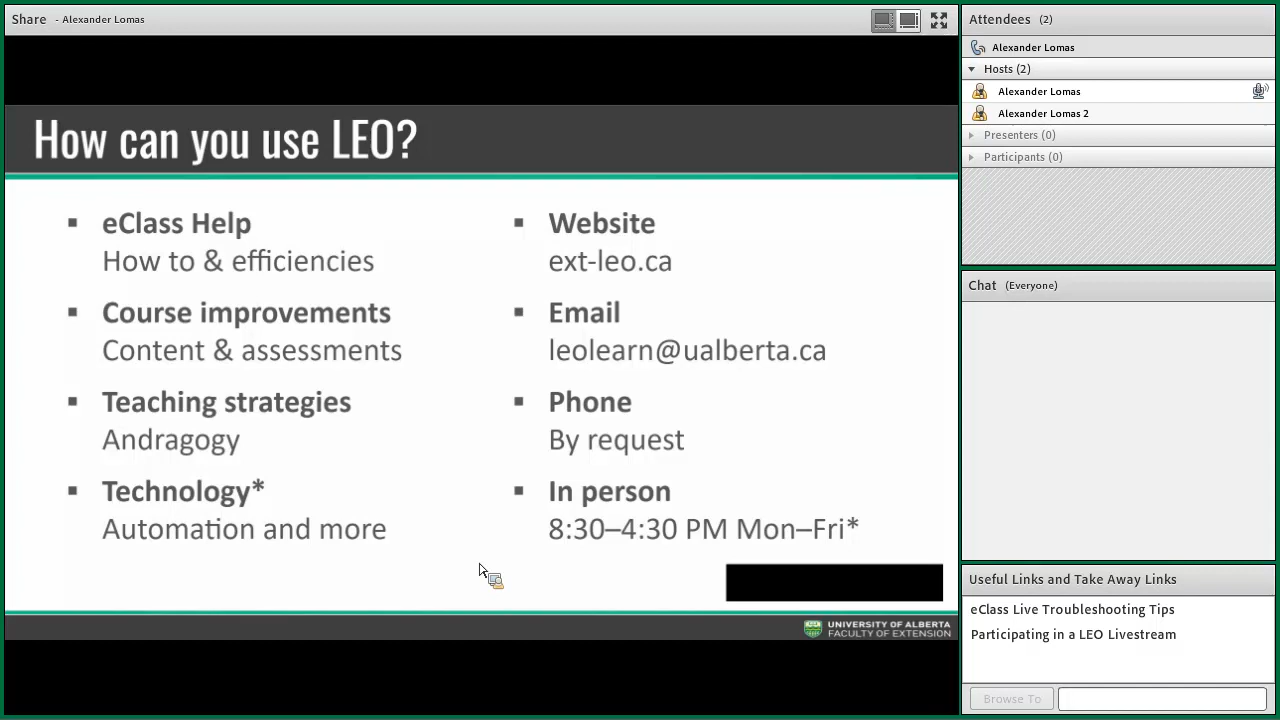 Share - Alexander Lomas
How can you use LEO?
▪ eClass Help
How to & efficiencies
▪ Course improvements
Content & assessments
▪ Teaching strategies
Andragogy
▪ Technology*
Automation and more
▪ Website
ext-leo.ca
▪ Email
leolearn@ualberta.ca
▪ Phone
By request
▪ In person
8:30–4:30 PM Mon–Fri*
UNIVERSITY OF ALBERTA
FACULTY OF EXTENSION
Attendees (2)
Alexander Lomas
Hosts (2)
Alexander Lomas
Alexander Lomas 2
Presenters (0)
Participants (0)
Chat (Everyone)
Useful Links and Take Away Links
eClass Live Troubleshooting Tips
Participating in a LEO Livestream
Browse To